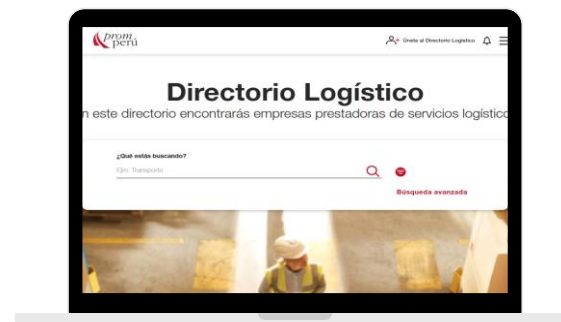 prom
perú
Únete al Directorio Logístico
Directorio Logístico
n este directorio encontrarás empresas prestadoras de servicios logístic
¿Qué estás buscando?
Ejm: Transporte
Búsqueda avanzada